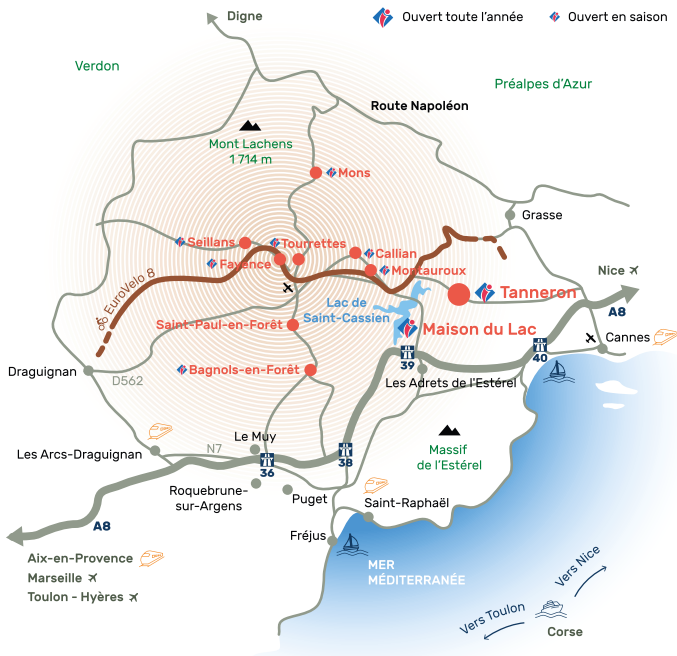 Digne
Ouvert toute l'année
Ouvert en saison
Verdon
Préalpes d'Azur
Route Napoléon
Mont Lachens
1 714 m
Mons
Grasse
Seillans
Tourrettes
Callian
Fayence
Montauroux
Nice
EuroVelo 8
Tanneron
Lac de
Saint-Cassien
A8
Saint-Paul-en-Forêt
Maison du Lac
Cannes
40
39
Draguignan
D562
Bagnols-en-Forêt
Les Adrets de l'Estérel
Le Muy
N7
Les Arcs-Draguignan
38
36
Massif
de l'Estérel
Roquebrune-
sur-Argens
Puget
Saint-Raphaël
A8
Fréjus
Aix-en-Provence
Marseille
Toulon - Hyères
MER
MÉDITERRANÉE
Vers Nice
Vers Toulon
Corse